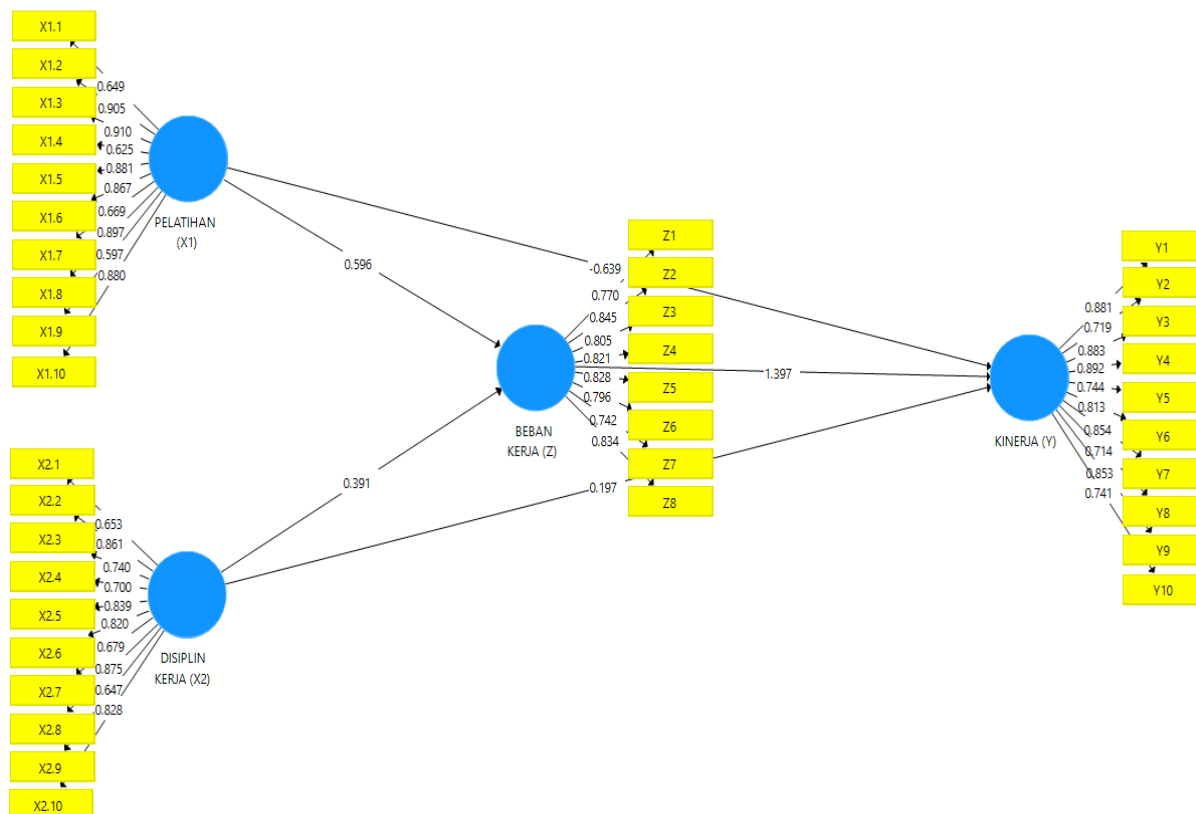 X1.1
X1.2
X1.3
X1.4
X1.5
X1.6
X1.7
X1.8
X1.9
X1.10
0.649
0.905
0.910
0.625
0.881
0.867
0.669
0.897
0.597
0.880
PELATIHAN
(X1)
0.596
-0.639
X2.1
X2.2
X2.3
X2.4
X2.5
X2.6
X2.7
X2.8
X2.9
X2.10
0.653
0.861
0.740
0.700
0.839
0.820
0.679
0.875
0.647
0.828
DISIPLIN
KERJA (X2)
0.391
0.197
BEBAN
KERJA (Z)
Z1
Z2
Z3
Z4
Z5
Z6
Z7
Z8
0.770
0.845
0.805
0.821
0.828
0.796
0.742
0.834
1.397
KINERJA (Y)
Y1
Y2
Y3
Y4
Y5
Y6
Y7
Y8
Y9
Y10
0.881
0.719
0.883
0.892
0.744
0.813
0.854
0.714
0.853
0.741